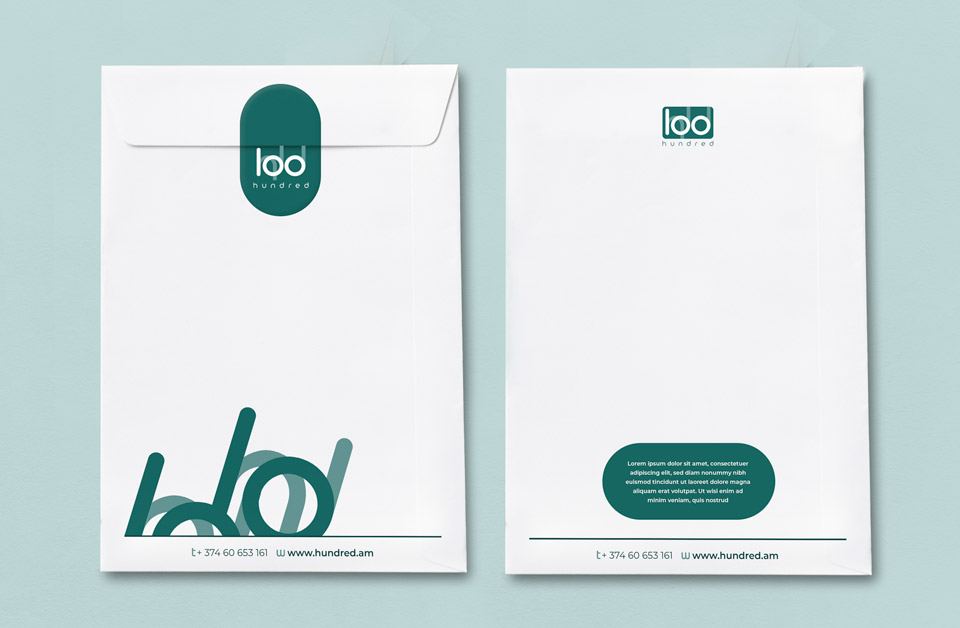 100
hundred
t + 374 60 653 161 w www.hundred.am
100
hundred
Lorem ipsum dolor sit amet, consectetuer
adipiscing elit, sed diam nonummy nibh
euismod tincidunt ut laoreet dolore magna
aliquam erat volutpat. Ut wisi enim ad
minim veniam, quis nostrud
t + 374 60 653 161 w www.hundred.am